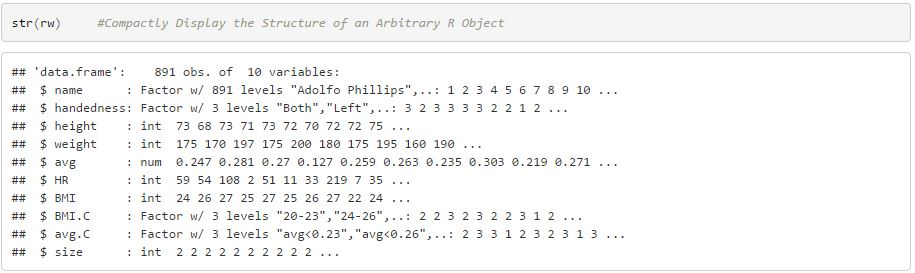 str(rw)     #Compactly Display the Structure of an Arbitrary R Object
## 'data.frame':    891 obs. of  10 variables:
##  $ name      : Factor w/ 891 levels "Adolfo Phillips",..: 1 2 3 4 5 6 7 8 9 10 ...
##  $ handedness: Factor w/ 3 levels "Both","Left",..: 3 2 3 3 3 3 2 2 1 2 ...
##  $ height    : int  73 68 73 71 73 72 70 72 72 75 ...
##  $ weight    : int  175 170 197 175 200 180 175 195 160 190 ...
##  $ avg       : num  0.247 0.281 0.27 0.127 0.259 0.263 0.235 0.303 0.219 0.271 ...
##  $ HR        : int  59 54 108 2 51 11 33 219 7 35 ...
##  $ BMI       : int  24 26 27 25 27 25 26 27 22 24 ...
##  $ BMI.C     : Factor w/ 3 levels "20-23","24-26",..: 2 2 3 2 3 2 2 3 1 2 ...
##  $ avg.C     : Factor w/ 3 levels "avg<0.23","avg<0.26",..: 2 3 3 1 2 3 2 3 1 3 ...
##  $ size      : int  2 2 2 2 2 2 2 2 2 2 ...